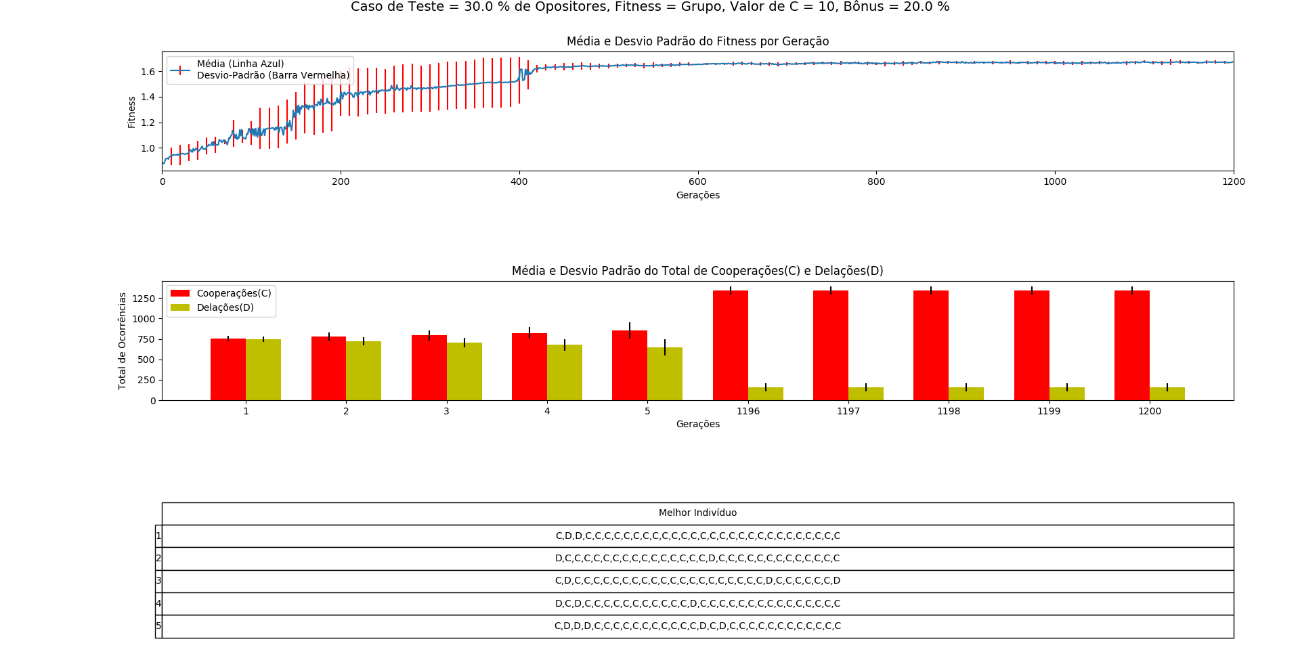 Caso de Teste = 30.0 % de Opositores, Fitness = Grupo, Valor de C = 10, Bônus = 20.0 %
Média e Desvio Padrão do Fitness por Geração
Média (Linha Azul)
Desvio-Padrão (Barra Vermelha)
Fitness
1.6
1.4
1.2
1.0
0 200 400 600 800 1000 1200
Gerações
Média e Desvio Padrão do Total de Cooperações(C) e Delações(D)
Cooperações(C)
Delações(D)
Total de Ocorrências
1250
1000
750
500
250
0
1 2 3 4 5 1196 1197 1198 1199 1200
Gerações
Melhor Indivíduo
1 C,D,D,C,C,C,C,C,C,C,C,C,C,C,C,C,C,C,C,C,C,C,C,C,C,C,C,C,C,C
2 D,C,C,C,C,C,C,C,C,C,C,C,C,C,C,C,D,C,C,C,C,C,C,C,C,C,C,C,C,C
3 C,D,C,C,C,C,C,C,C,C,C,C,C,C,C,C,C,C,C,C,C,C,D,C,C,C,C,C,C,D
4 D,C,D,C,C,C,C,C,C,C,C,C,C,C,D,C,C,C,C,C,C,C,C,C,C,C,C,C,C,C
5 C,D,D,D,C,C,C,C,C,C,C,C,C,C,C,D,C,D,C,C,C,C,C,C,C,C,C,C,C,C